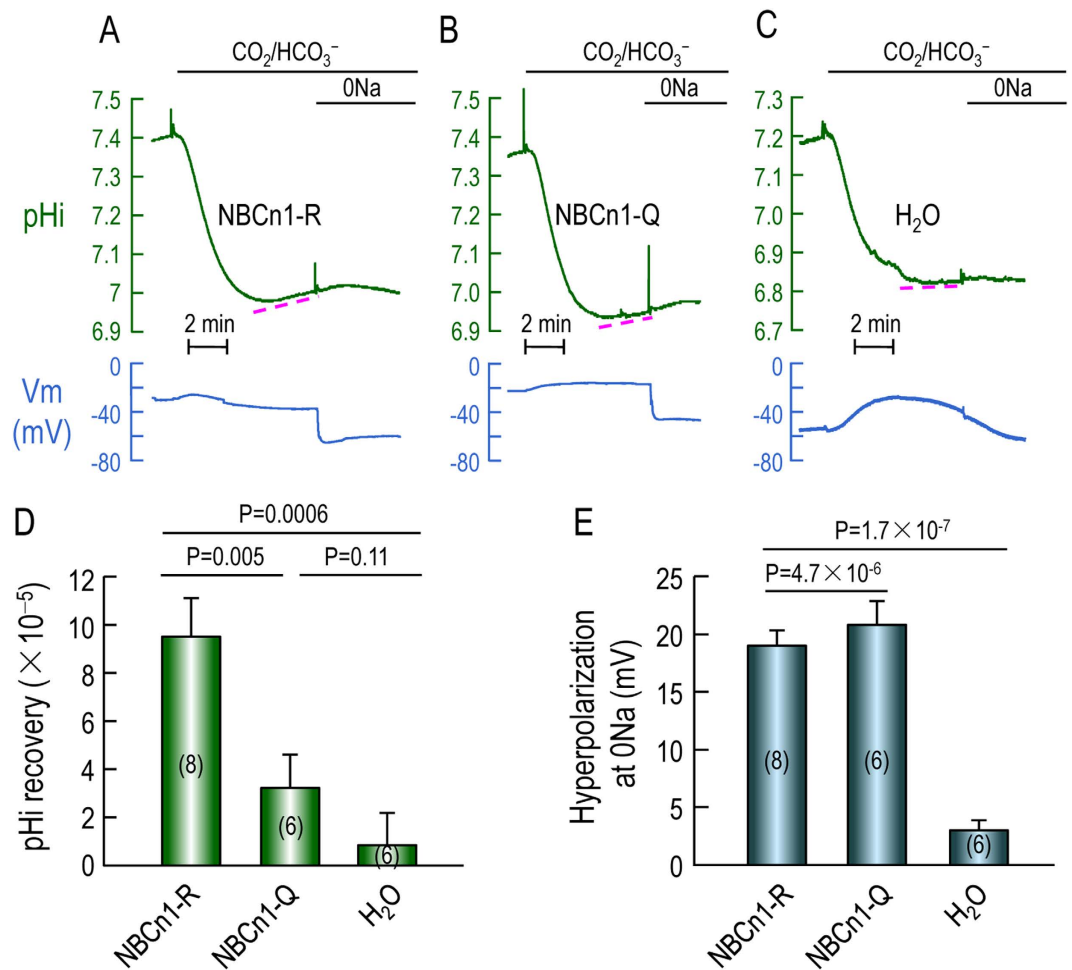 A
CO₂/HCO₃⁻
0Na
7.5
7.4
7.3
7.2
7.1
7
6.9
pHi
NBCn1-R
2 min
0
-40
-80
Vm
(mV)
B
CO₂/HCO₃⁻
0Na
7.5
7.4
7.3
7.2
7.1
7.0
6.9
NBCn1-Q
2 min
0
-40
-80
C
CO₂/HCO₃⁻
0Na
7.3
7.2
7.1
7.0
6.9
6.8
6.7
H₂O
2 min
0
-40
-80
D
P=0.0006
P=0.005
P=0.11
12
10
8
6
4
2
0
pHi recovery (×10⁻⁵)
(8)
(6)
(6)
NBCn1-R
NBCn1-Q
H₂O
E
P=1.7×10⁻⁷
P=4.7×10⁻⁶
25
20
15
10
5
0
Hyperpolarization
at 0Na (mV)
(8)
(6)
(6)
NBCn1-R
NBCn1-Q
H₂O